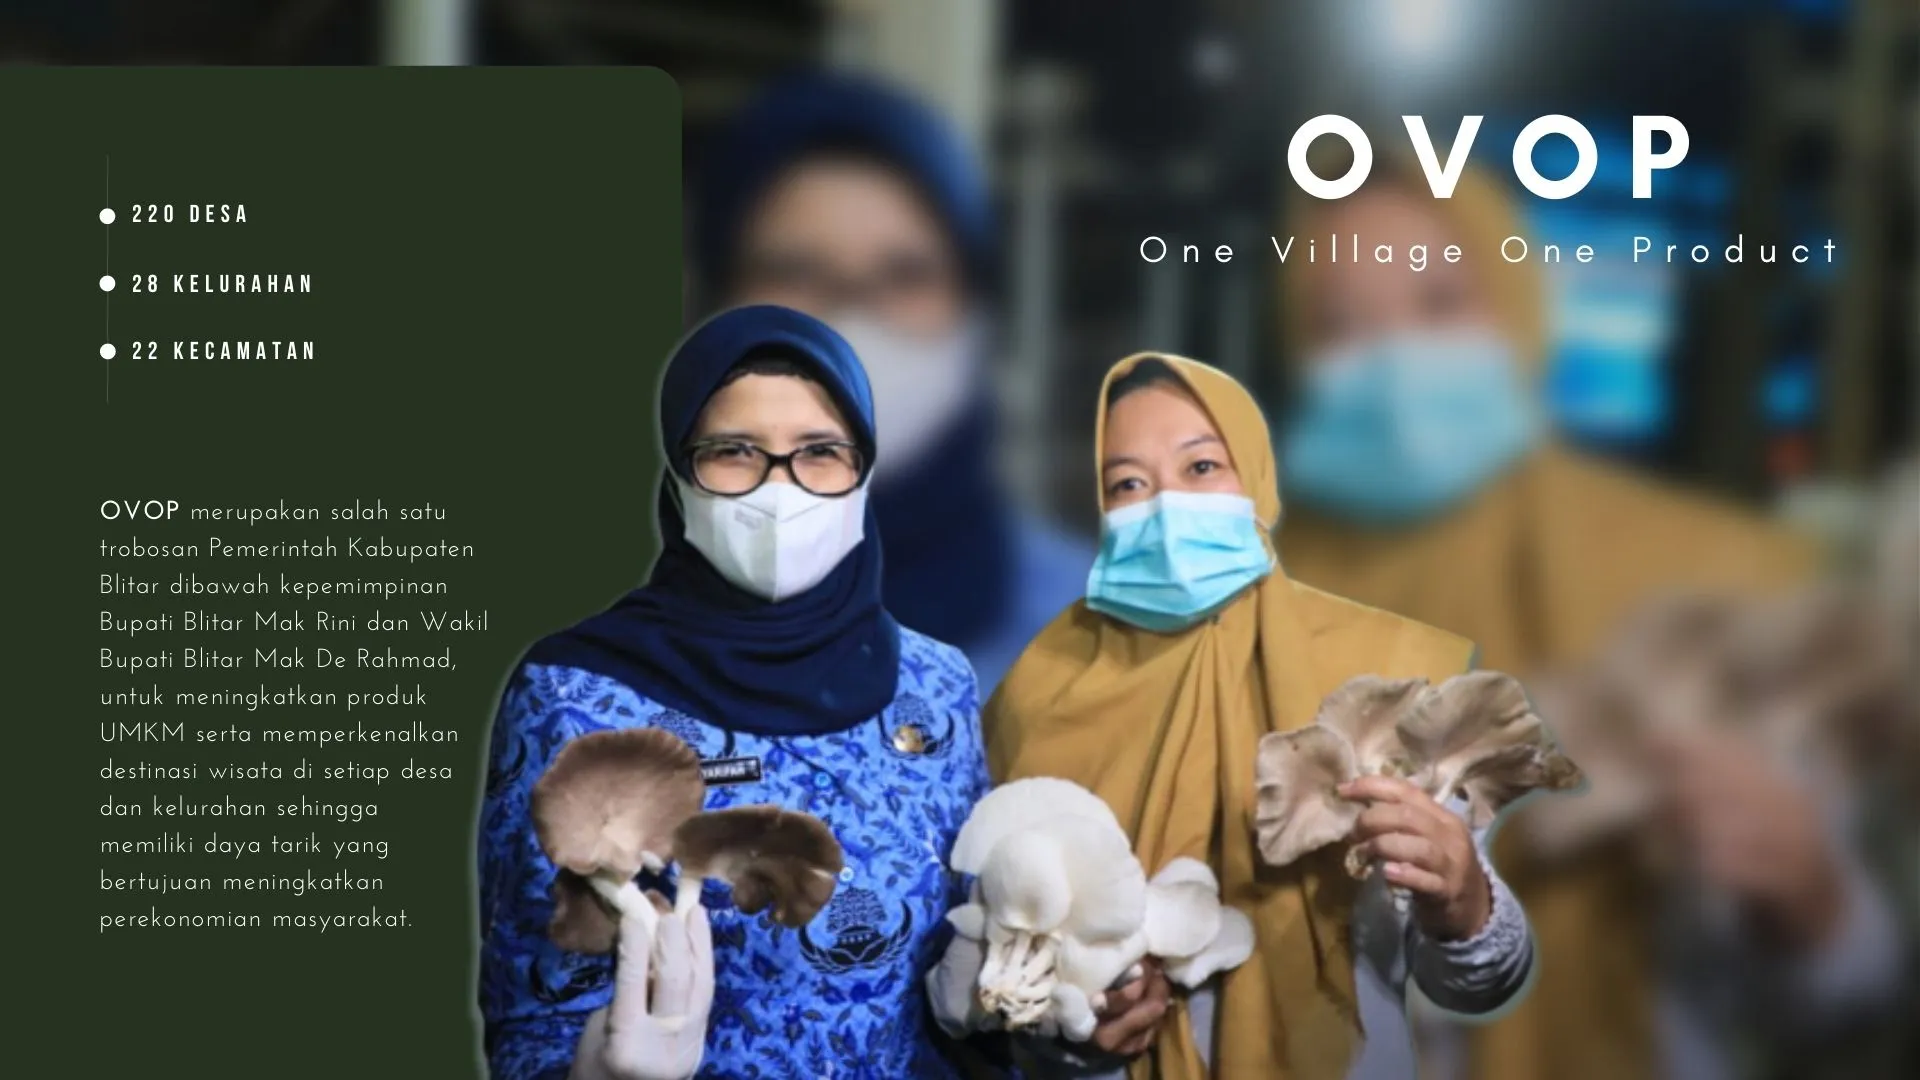 OVOP
One Village One Product
220 DESA
28 KELURAHAN
22 KECAMATAN
OVOP merupakan salah satu
trobosan Pemerintah Kabupaten
Blitar dibawah kepemimpinan
Bupati Blitar Mak Rini dan Wakil
Bupati Blitar Mak De Rahmad,
untuk meningkatkan produk
UMKM serta memperkenalkan
destinasi wisata di setiap desa
dan kelurahan sehingga
memiliki daya tarik yang
bertujuan meningkatkan
perekonomian masyarakat.